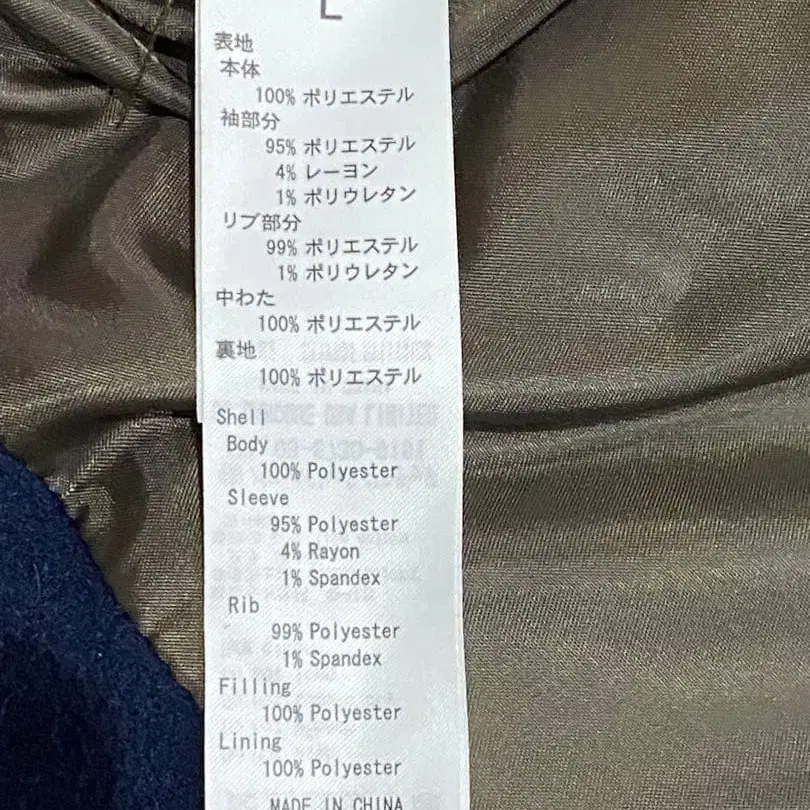 L
表地
本体
100% ポリエステル
袖部分
95% ポリエステル
4% レーヨン
1% ポリウレタン
リブ部分
99% ポリエステル
1% ポリウレタン
中わた
100% ポリエステル
裏地
100% ポリエステル
Shell
Body
100% Polyester
Sleeve
95% Polyester
4% Rayon
1% Spandex
Rib
99% Polyester
1% Spandex
Filling
100% Polyester
Lining
100% Polyester
MADE IN CHINA